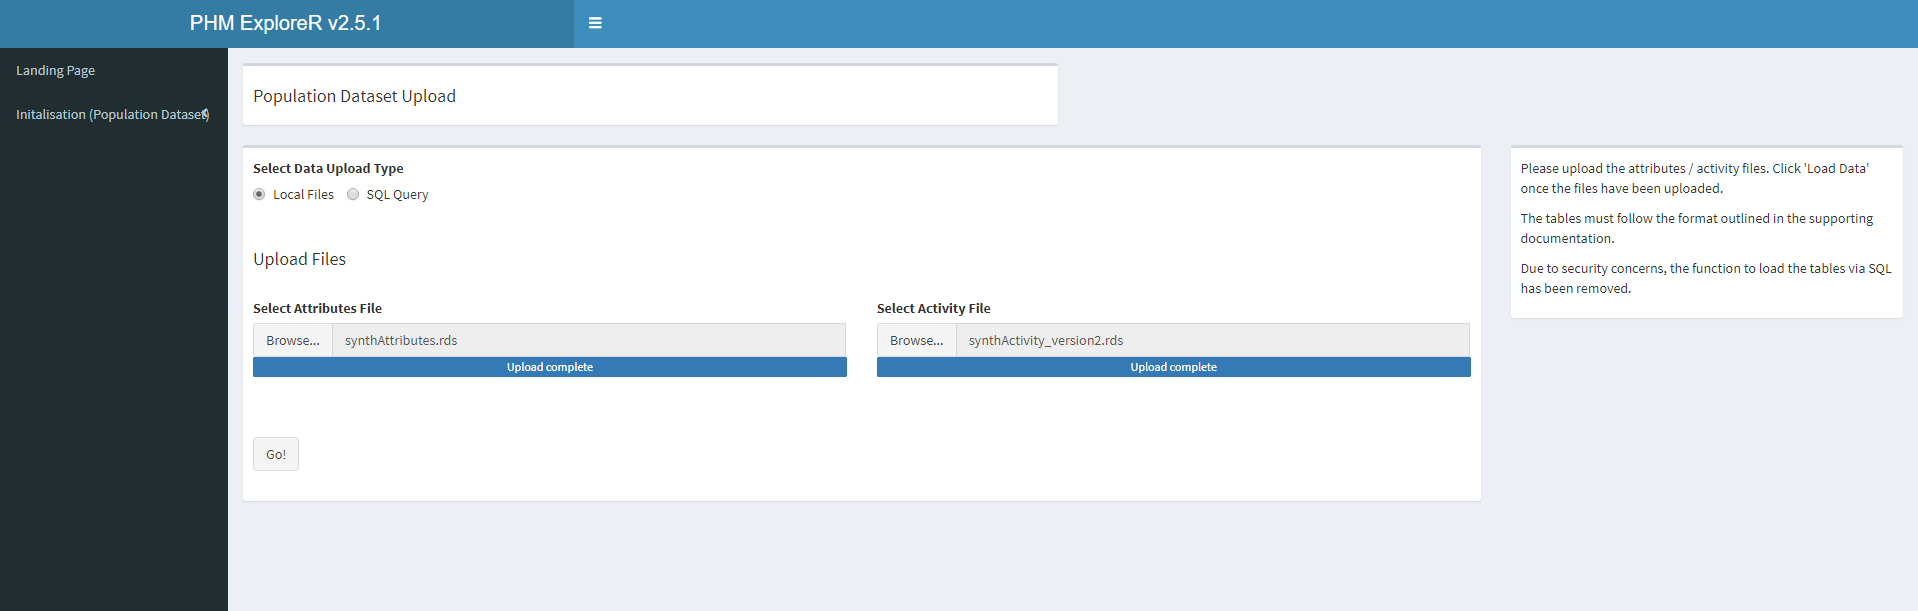 PHM ExploreR v2.5.1
Landing Page
Initalisation (Population Dataset)
Population Dataset Upload
Select Data Upload Type
Local Files SQL Query
Upload Files
Select Attributes File
Browse... synthAttributes.rds
Upload complete
Select Activity File
Browse... synthActivity_version2.rds
Upload complete
Go!
Please upload the attributes / activity files. Click 'Load Data'
once the files have been uploaded.
The tables must follow the format outlined in the supporting
documentation.
Due to security concerns, the function to load the tables via SQL
has been removed.